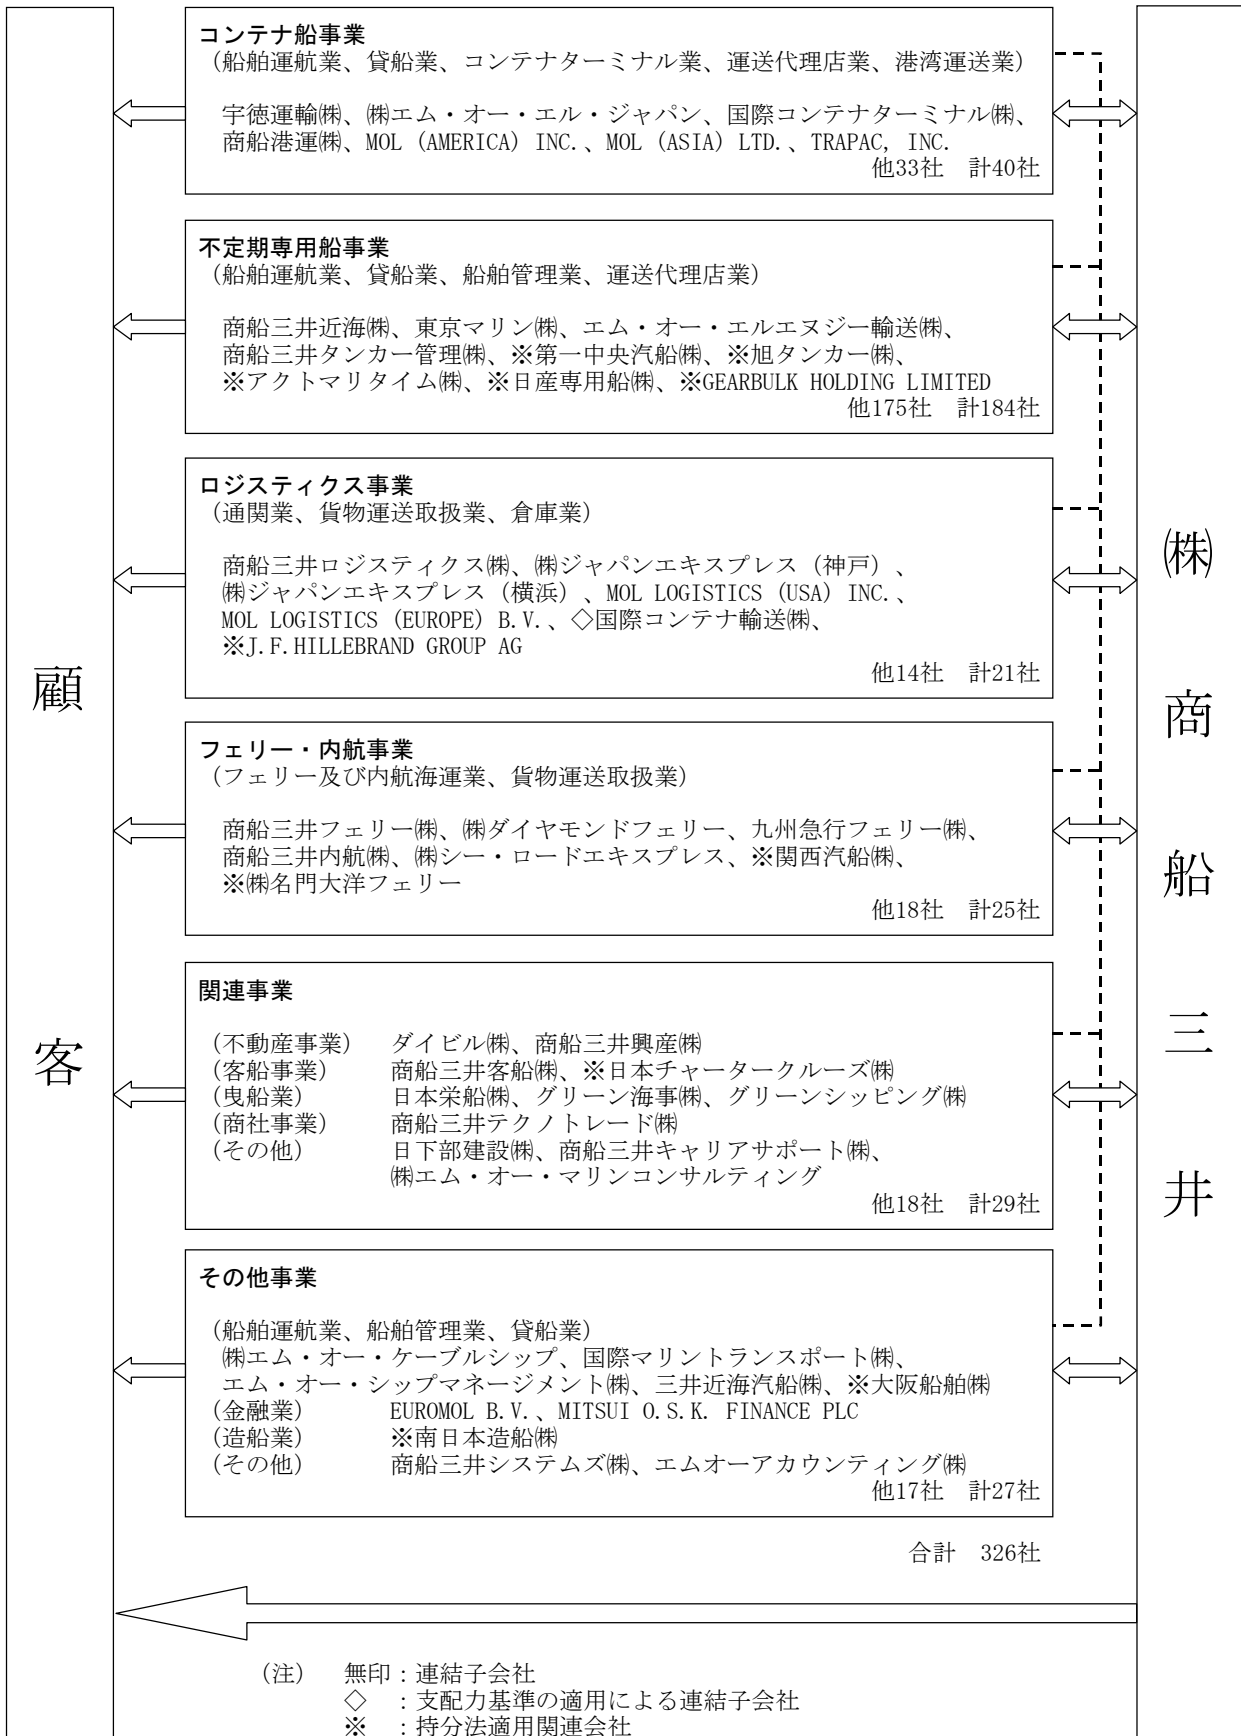 コンテナ船事業
（船舶運航業、貸船業、コンテナターミナル業、運送代理店業、港湾運送業）
宇徳運輸㈱、㈱エム・オー・エル・ジャパン、国際コンテナターミナル㈱、
商船港運㈱、MOL (AMERICA) INC.、MOL (ASIA) LTD.、TRAPAC, INC.
他33社　計40社
不定期専用船事業
（船舶運航業、貸船業、船舶管理業、運送代理店業）
商船三井近海㈱、東京マリン㈱、エム・オー・エルエヌジー輸送㈱、
商船三井タンカー管理㈱、※第一中央汽船㈱、※旭タンカー㈱、
※アクトマリタイム㈱、※日産専用船㈱、※GEARBULK HOLDING LIMITED
他175社　計184社
ロジスティクス事業
（通関業、貨物運送取扱業、倉庫業）
商船三井ロジスティクス㈱、㈱ジャパンエキスプレス（神戸）、
㈱ジャパンエキスプレス（横浜）、MOL LOGISTICS (USA) INC.、
MOL LOGISTICS (EUROPE) B.V.、◇国際コンテナ輸送㈱、
※J.F.HILLEBRAND GROUP AG
他14社　計21社
フェリー・内航事業
（フェリー及び内航海運業、貨物運送取扱業）
商船三井フェリー㈱、㈱ダイヤモンドフェリー、九州急行フェリー㈱、
商船三井内航㈱、㈱シー・ロードエキスプレス、※関西汽船㈱、
※㈱名門大洋フェリー
他18社　計25社
関連事業
（不動産事業）　ダイビル㈱、商船三井興産㈱
（客船事業）　商船三井客船㈱、※日本チャータークルーズ㈱
（曳船業）　日本栄船㈱、グリーン海事㈱、グリーンシッピング㈱
（商社事業）　商船三井テクノトレード㈱
（その他）　日下部建設㈱、商船三井キャリアサポート㈱、
㈱エム・オー・マリンコンサルティング
他18社　計29社
その他事業
（船舶運航業、船舶管理業、貸船業）
㈱エム・オー・ケーブルシップ、国際マリントランスポート㈱、
エム・オー・シップマネージメント㈱、三井近海汽船㈱、※大阪船舶㈱
（金融業）　EUROMOL B.V.、MITSUI O.S.K. FINANCE PLC
（造船業）　※南日本造船㈱
（その他）　商船三井システムズ㈱、エムオーアカウンティング㈱
他17社　計27社
合計　326社
顧客
㈱商船三井
（注）　無印：連結子会社
◇　：支配力基準の適用による連結子会社
※　：持分法適用関連会社